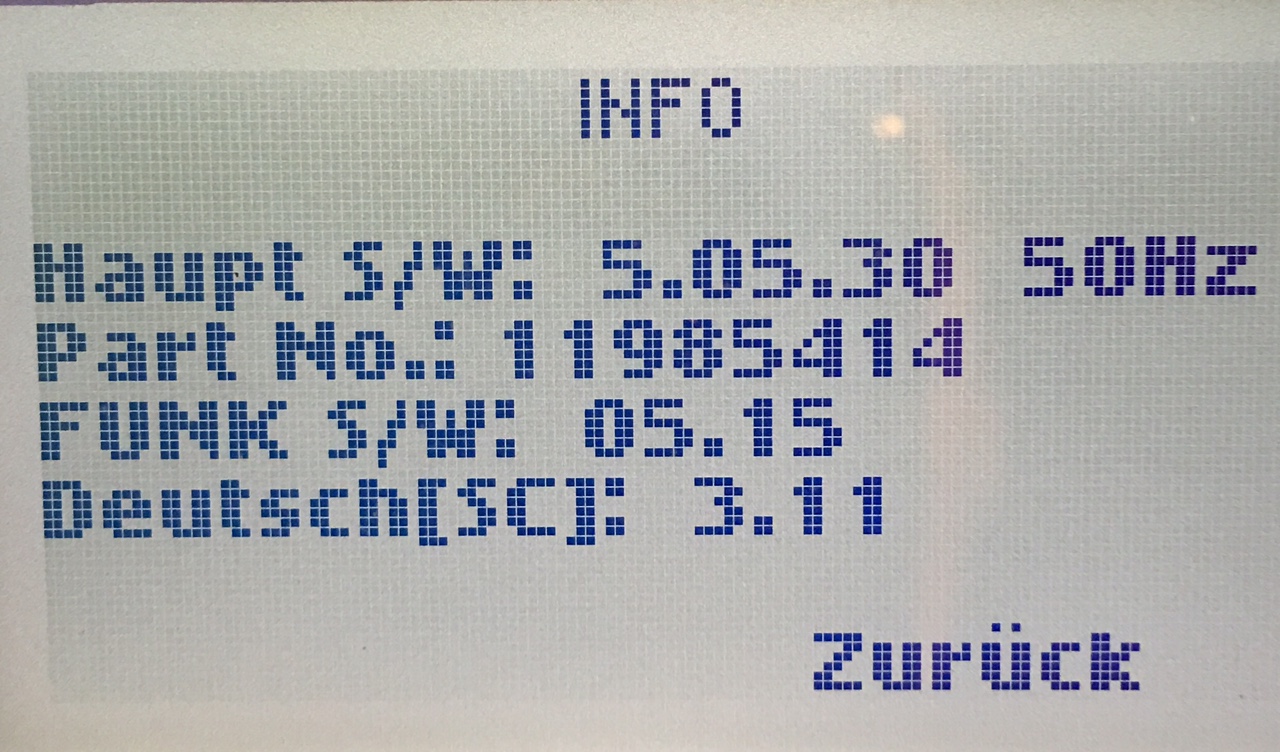 INFO
Haupt S/W: 5.05.30 50Hz
Part No.: 11985414
FUNK S/W: 05.15
Deutsch[SC]: 3.11
Zurück